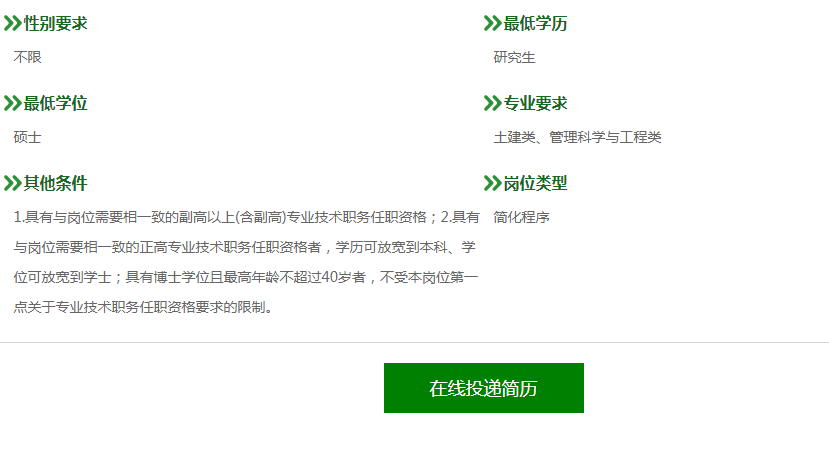 性别要求
最低学历
不限
研究生
最低学位
专业要求
硕士
土建类、管理科学与工程类
其他条件
岗位类型
1.具有与岗位需要相一致的副高以上(含副高)专业技术职务任职资格；2.具有
与岗位需要相一致的正高专业技术职务任职资格者，学历可放宽到本科、学
位可放宽到学士；具有博士学位且最高年龄不超过40岁者，不受本岗位第一
点关于专业技术职务任职资格要求的限制。
简化程序
在线投递简历